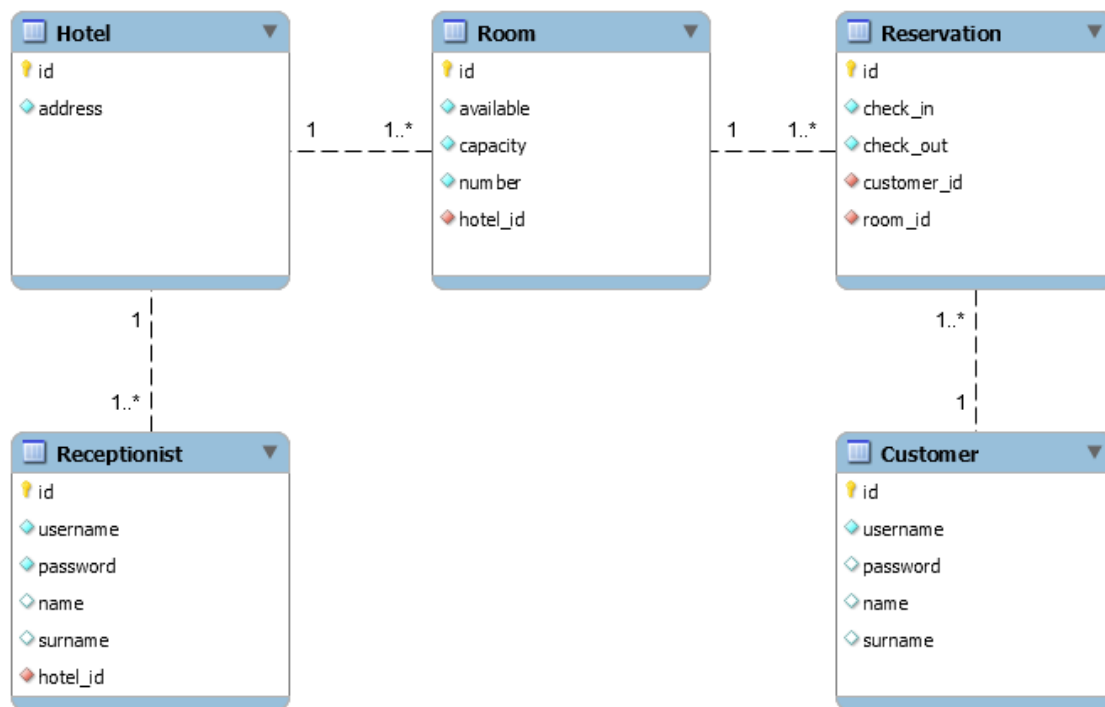 Hotel
id
address
1
1..*
Room
id
available
capacity
number
hotel_id
1
1..*
Reservation
id
check_in
check_out
customer_id
room_id
1
1..*
Receptionist
id
username
password
name
surname
hotel_id
1..*
1
Customer
id
username
password
name
surname